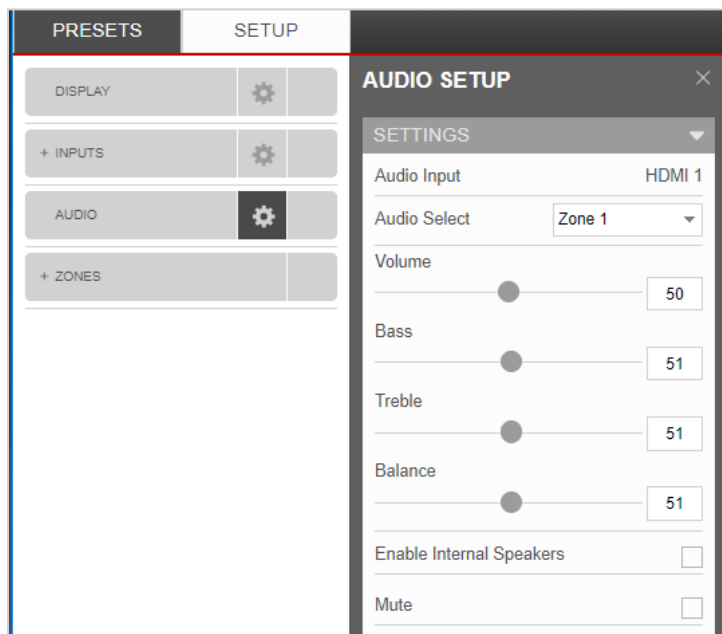 PRESETS SETUP
DISPLAY
+ INPUTS
AUDIO
+ ZONES
AUDIO SETUP
SETTINGS
Audio Input HDMI 1
Audio Select Zone 1
Volume
50
Bass
51
Treble
51
Balance
51
Enable Internal Speakers
Mute